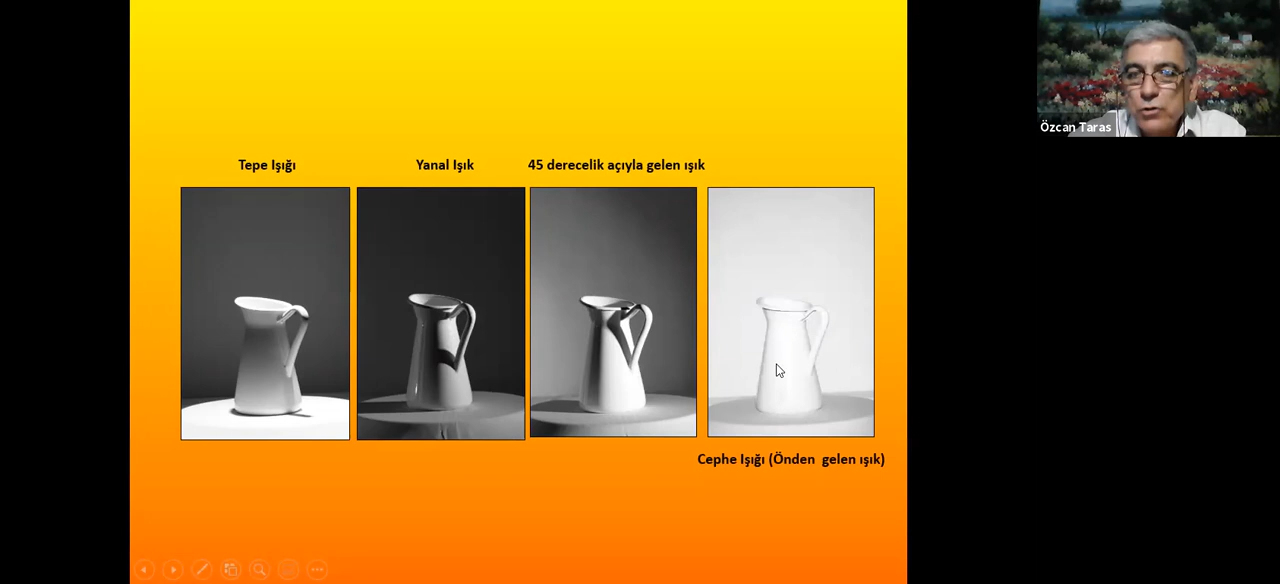 Özcan Taras
Tepe Işığı
Yanal Işık
45 derecelik açıyla gelen ışık
Cephe Işığı (Önden gelen ışık)